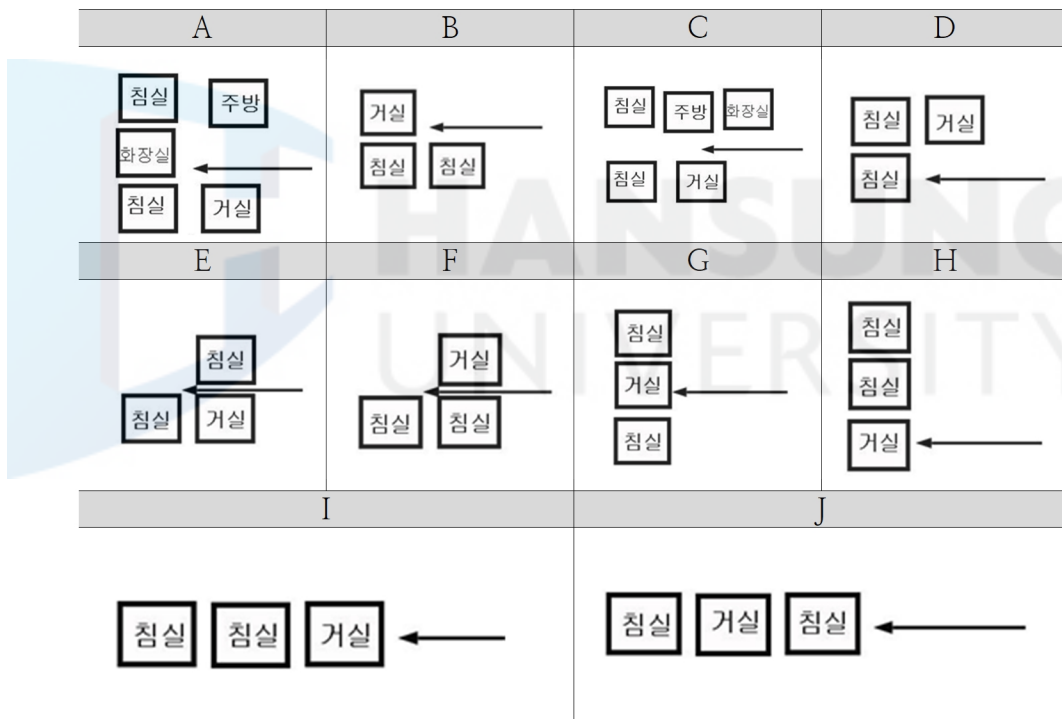 A B C D
침실 주방
화장실
침실 거실
거실
침실 침실
침실 주방 화장실
침실 거실
침실 거실
침실
E F G H
침실
침실 거실
거실
침실 침실
침실
거실
침실
침실
침실
거실
I J
침실 침실 거실
침실 거실 침실
HANSUNG
UNIVERSITY